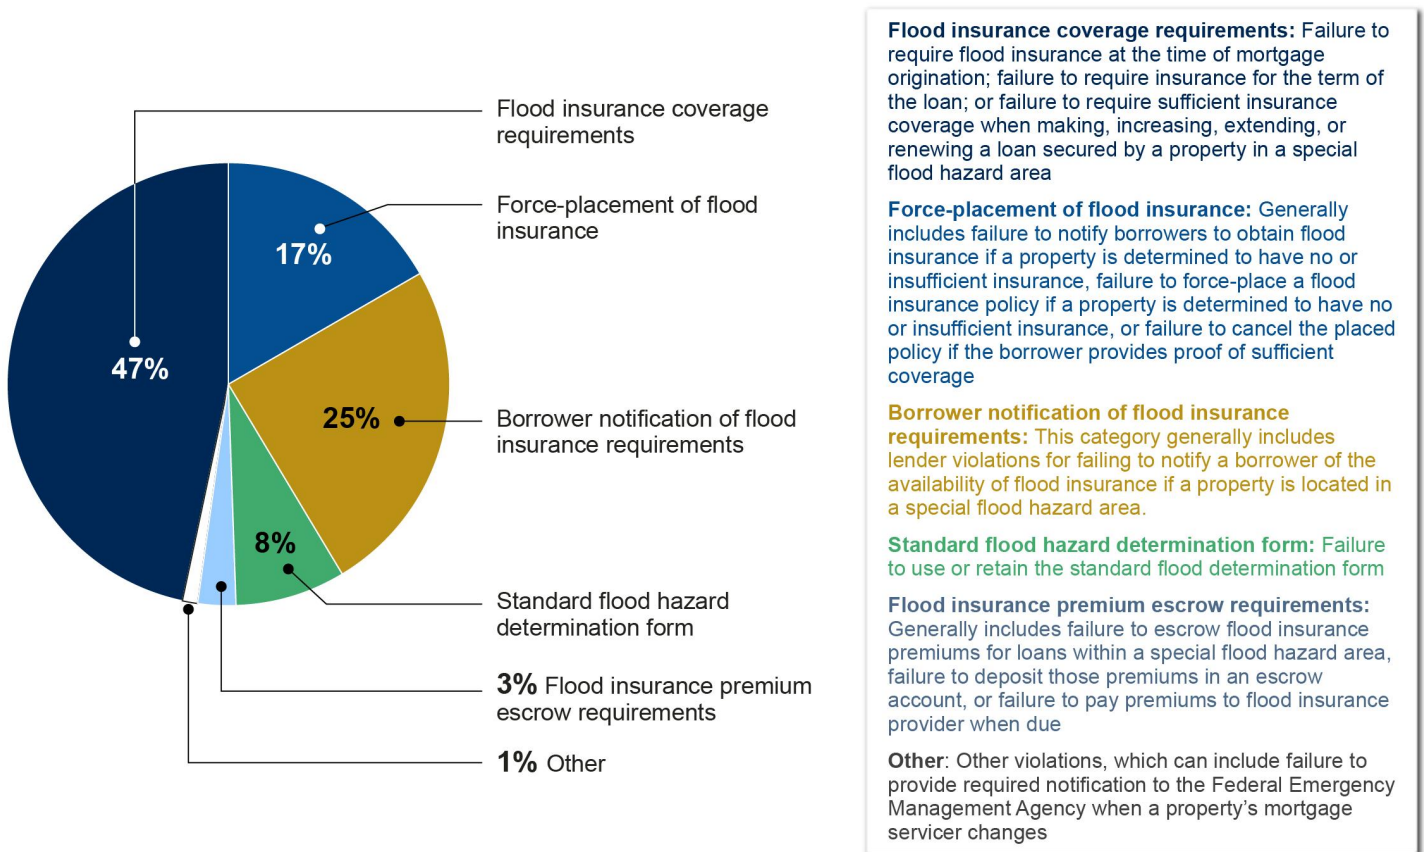 Flood insurance coverage
requirements
Force-placement of flood
insurance
17%
47%
25%
Borrower notification of flood
insurance requirements
8%
Standard flood hazard
determination form
3% Flood insurance premium
escrow requirements
1% Other
Flood insurance coverage requirements: Failure to
require flood insurance at the time of mortgage
origination; failure to require insurance for the term of
the loan; or failure to require sufficient insurance
coverage when making, increasing, extending, or
renewing a loan secured by a property in a special
flood hazard area
Force-placement of flood insurance: Generally
includes failure to notify borrowers to obtain flood
insurance if a property is determined to have no or
insufficient insurance, failure to force-place a flood
insurance policy if a property is determined to have no
or insufficient insurance, or failure to cancel the placed
policy if the borrower provides proof of sufficient
coverage
Borrower notification of flood insurance
requirements: This category generally includes
lender violations for failing to notify a borrower of the
availability of flood insurance if a property is located in
a special flood hazard area.
Standard flood hazard determination form: Failure
to use or retain the standard flood determination form
Flood insurance premium escrow requirements:
Generally includes failure to escrow flood insurance
premiums for loans within a special flood hazard area,
failure to deposit those premiums in an escrow
account, or failure to pay premiums to flood insurance
provider when due
Other: Other violations, which can include failure to
provide required notification to the Federal Emergency
Management Agency when a property's mortgage
servicer changes